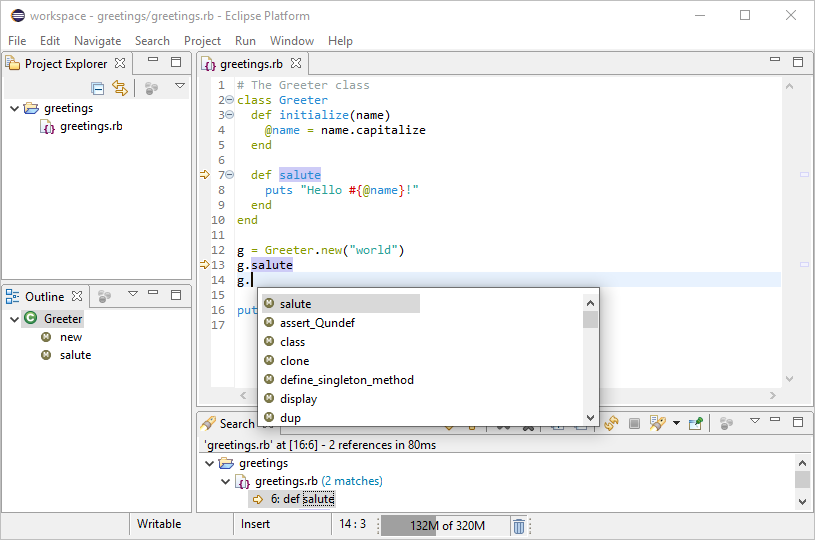 workspace - greetings/greetings.rb - Eclipse Platform
File Edit Navigate Search Project Run Window Help
Project Explorer
greetings
greetings.rb
Outline
Greeter
new
salute
greetings.rb
1 # The Greeter class
2 class Greeter
3 def initialize(name)
4 @name = name.capitalize
5 end
6
7 def salute
8 puts "Hello #{@name}!"
9 end
10 end
11
12 g = Greeter.new("world")
13 g.salute
14 g.
15
16 put
17
salute
assert_Qundef
class
clone
define_singleton_method
display
dup
Search
'greetings.rb' at [16:6] - 2 references in 80ms
greetings
greetings.rb (2 matches)
6: def salute
Writable Insert 14 : 3 132M of 320M